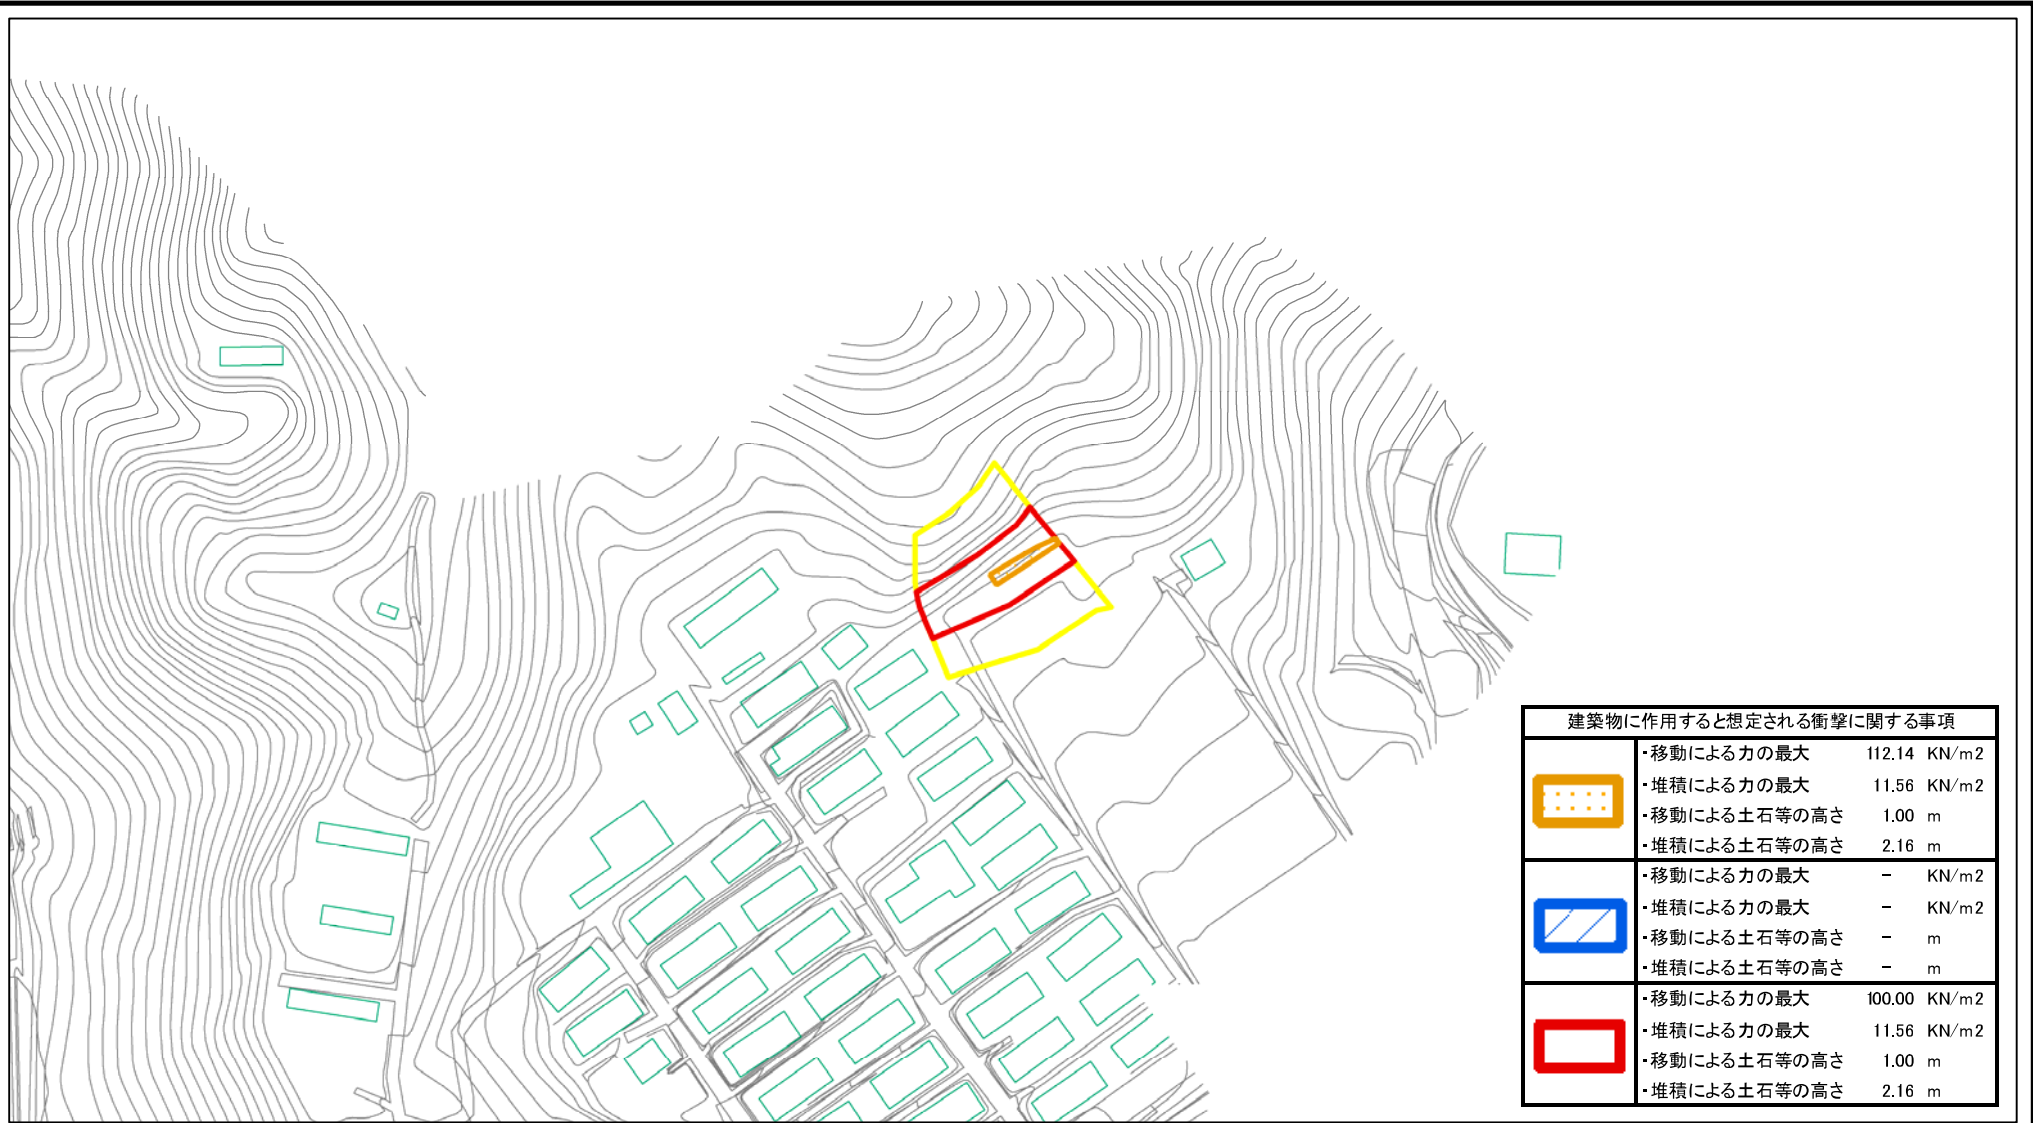 建築物に作用すると想定される衝撃に関する事項
・移動による力の最大 112.14 KN/m2
・堆積による力の最大 11.56 KN/m2
・移動による土石等の高さ 1.00 m
・堆積による土石等の高さ 2.16 m
・移動による力の最大 − KN/m2
・堆積による力の最大 − KN/m2
・移動による土石等の高さ − m
・堆積による土石等の高さ − m
・移動による力の最大 100.00 KN/m2
・堆積による力の最大 11.56 KN/m2
・移動による土石等の高さ 1.00 m
・堆積による土石等の高さ 2.16 m